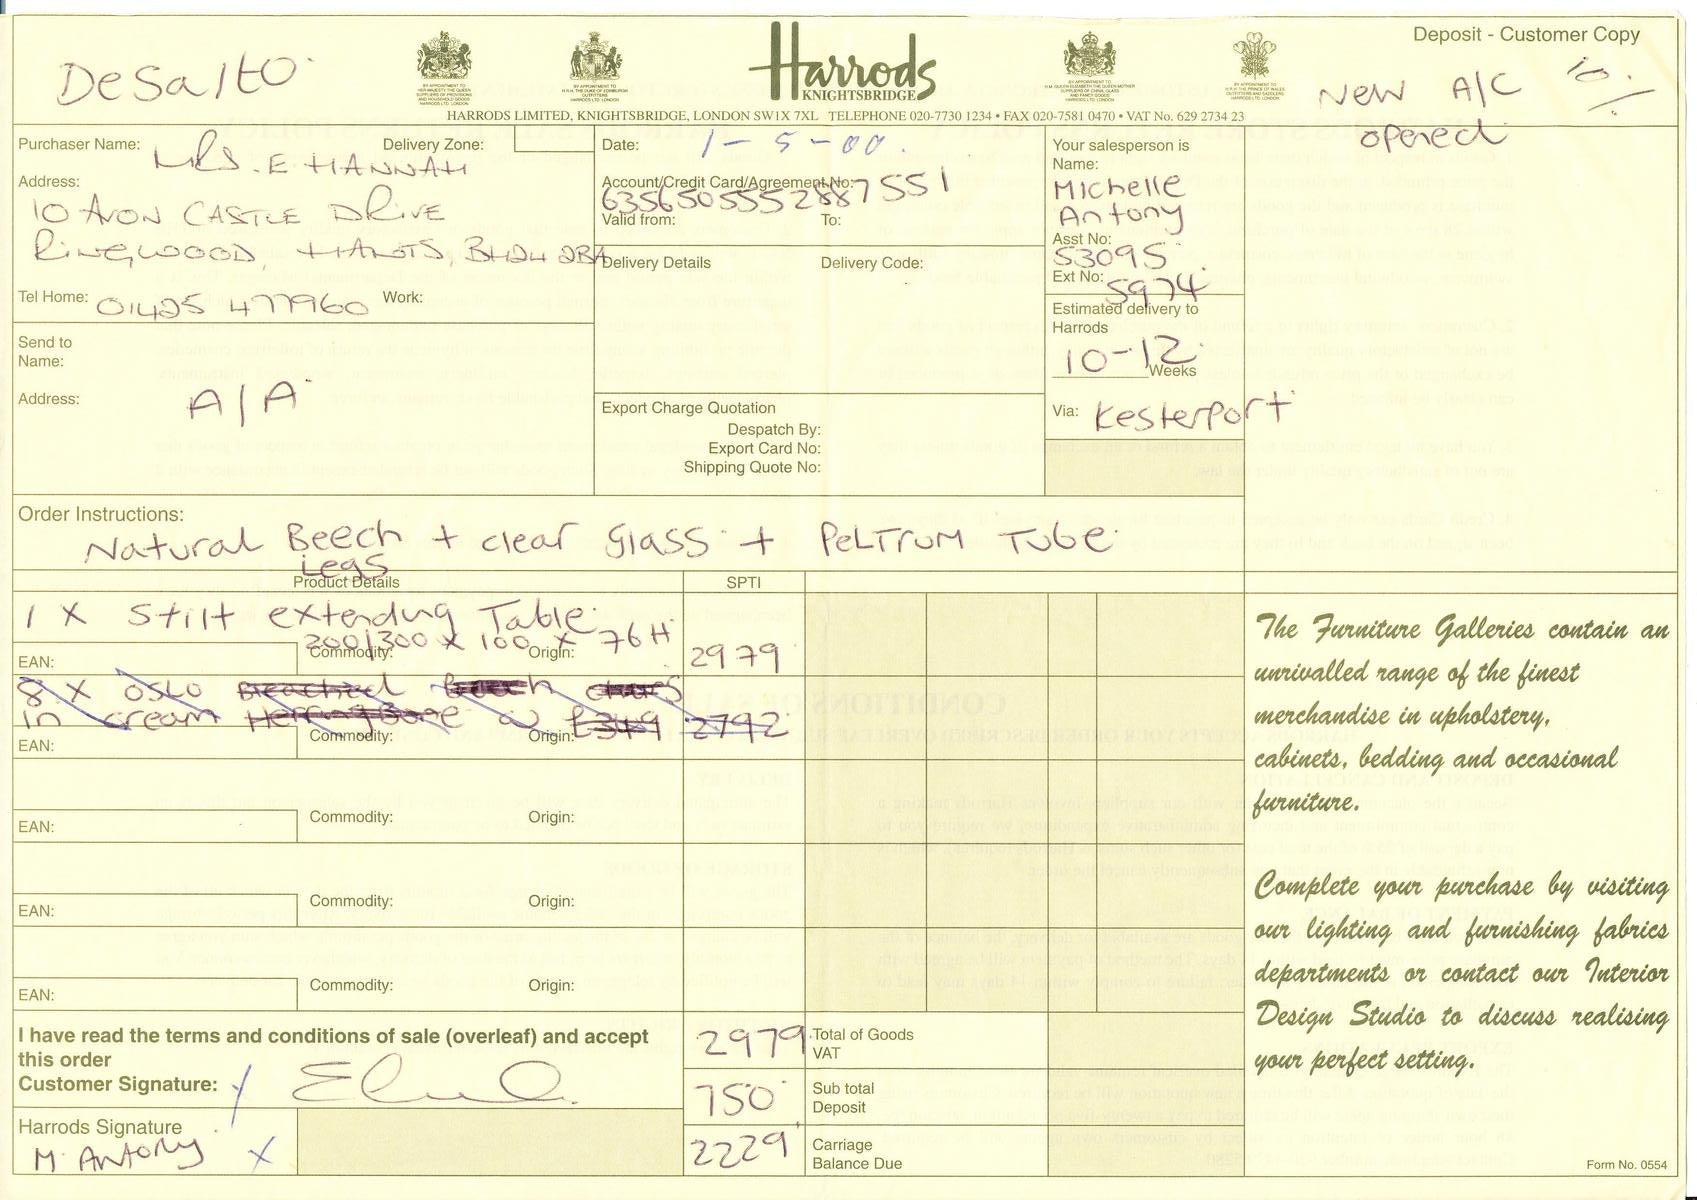 Deposit - Customer Copy
DeSalto
Harrods
KNIGHTSBRIDGE
New A/C
opened
HARRODS LIMITED, KNIGHTSBRIDGE, LONDON SW1X 7XL TELEPHONE 020-7730 1234 • FAX 020-7581 0470 • VAT No. 629 2734 23
Purchaser Name: Mrs. E HANNAH
Delivery Zone:
Address:
10 AVON CASTLE DRIVE
RINGWOOD, HANTS, BH24 2BA
Tel Home: 01425 477960 Work:
Send to
Name:
Address: A/A
Date: 1-5-00.
Account/Credit Card/Agreement No:
6356505552887551
Valid from: To:
Delivery Details Delivery Code:
Export Charge Quotation
Despatch By:
Export Card No:
Shipping Quote No:
Your salesperson is
Name:
Michelle
Antony
Asst No:
53095
Ext No: 5974
Estimated delivery to
Harrods
10-12 Weeks
Via: Kesterport
Order Instructions:
Natural Beech + clear Glass + PeLTrum Tube
Legs
Product Details SPTI
1 X Stilt extending Table
200/300 x 100 x 76H 2979
EAN: Commodity: Origin:
8 X OSLO Bleached Beech
in cream HerringBone @ £349 2792
EAN: Commodity: Origin:
EAN: Commodity: Origin:
EAN: Commodity: Origin:
EAN: Commodity: Origin:
The Furniture Galleries contain an
unrivalled range of the finest
merchandise in upholstery,
cabinets, bedding and occasional
furniture.
Complete your purchase by visiting
our lighting and furnishing fabrics
departments or contact our Interior
Design Studio to discuss realising
your perfect setting.
I have read the terms and conditions of sale (overleaf) and accept
this order
Customer Signature:
Harrods Signature
M. Antony X
2979 Total of Goods
VAT
750 Sub total
Deposit
2229 Carriage
Balance Due
Form No. 0554